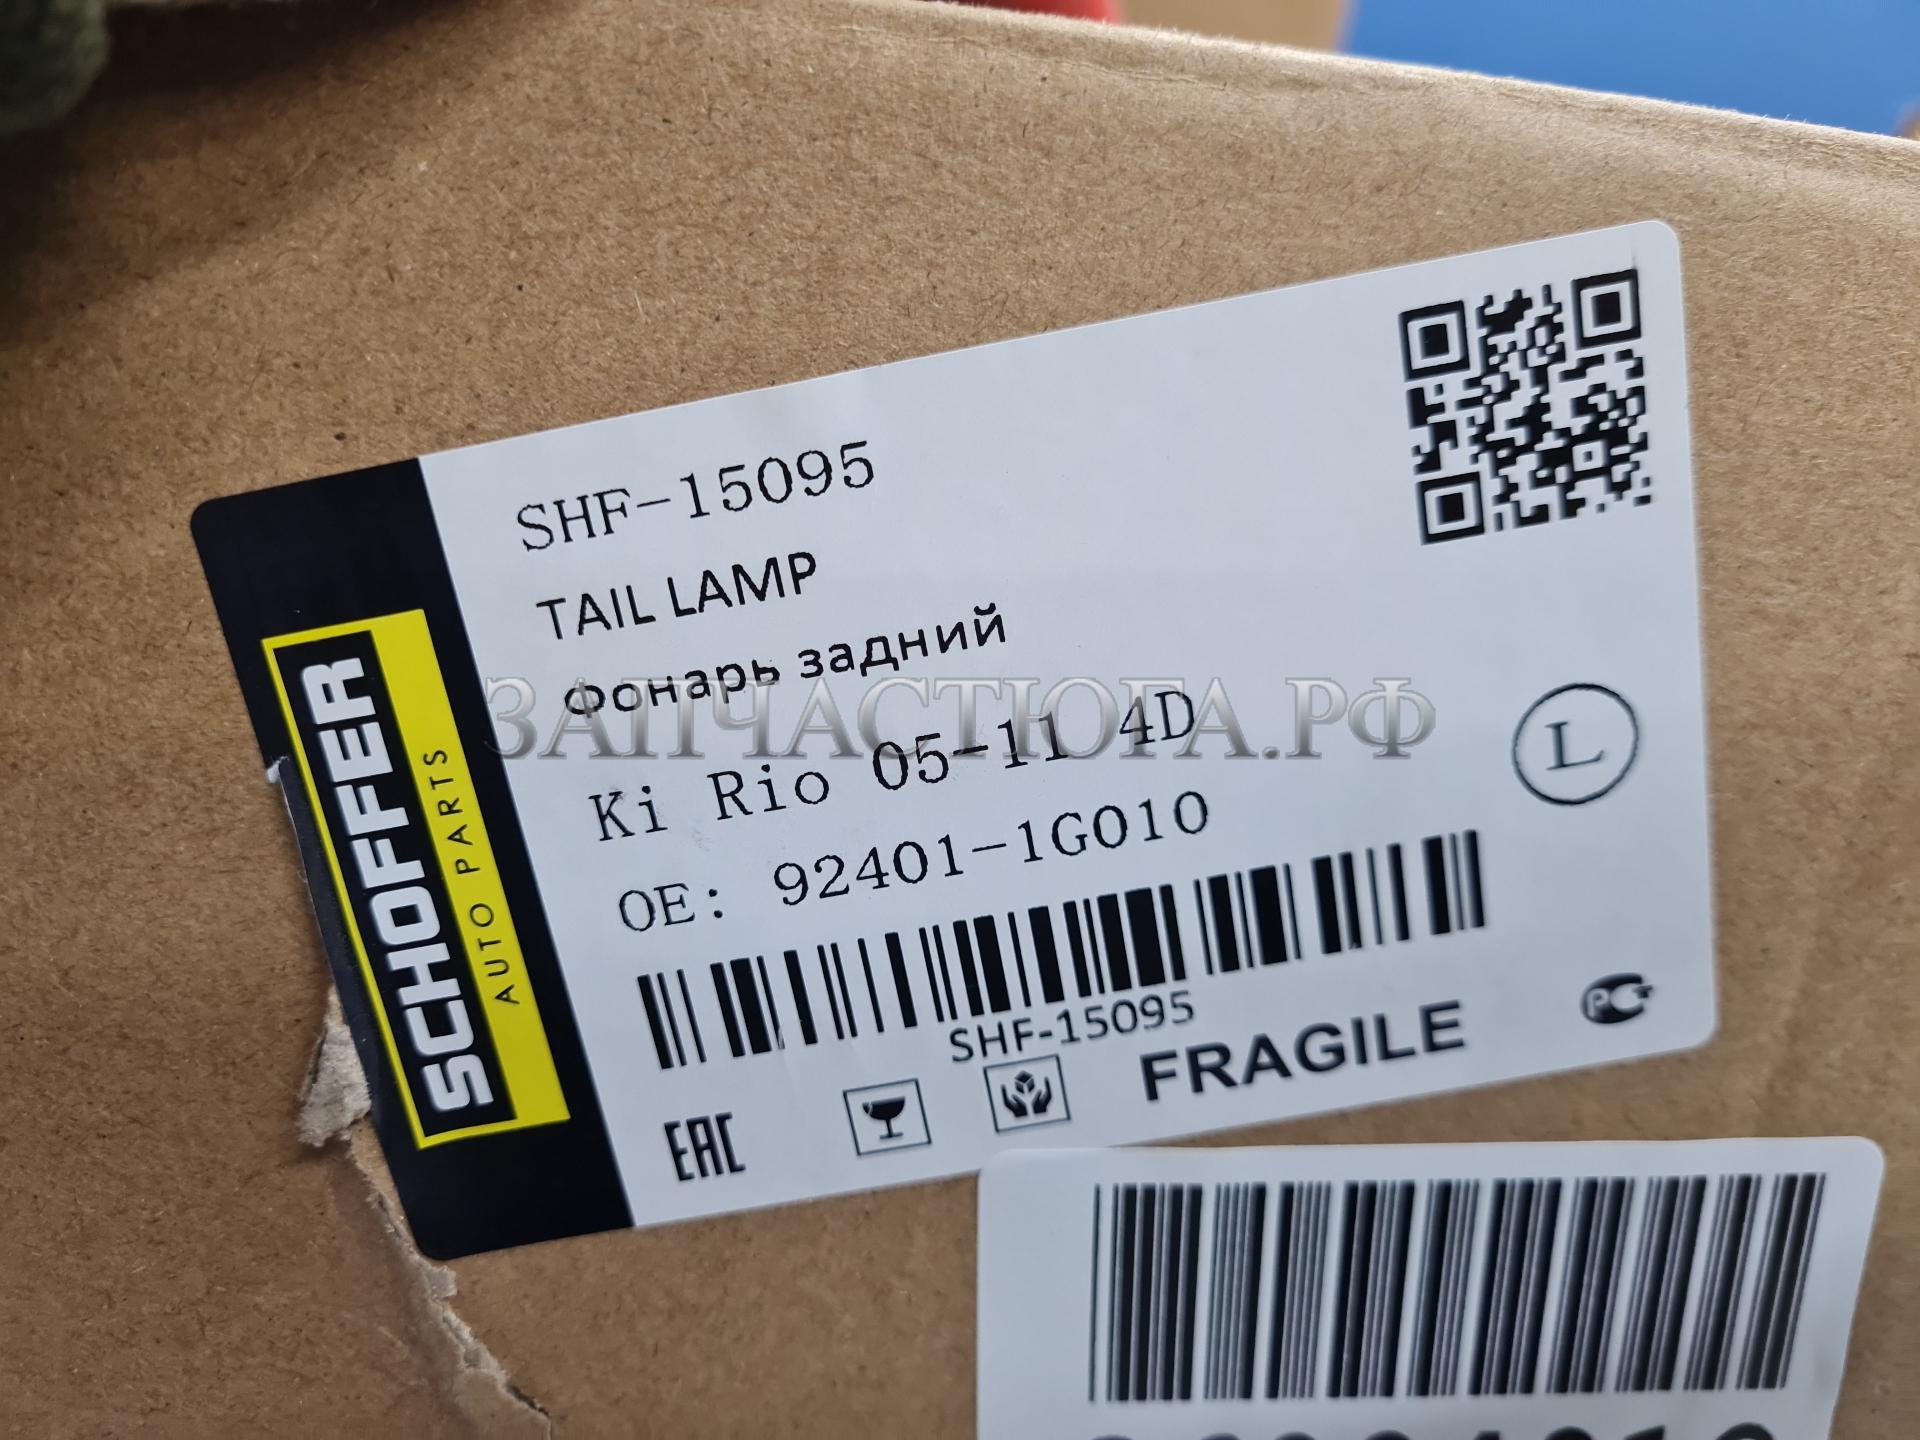 SHF-15095
TAIL LAMP
Фонарь задний
Ki Rio 05-11 4D
OE: 92401-1G010
L
SHF-15095
FRAGILE
EAC
РС
SCHOFFER
AUTO PARTS
ЗАПЧАСТЮГА.РФ